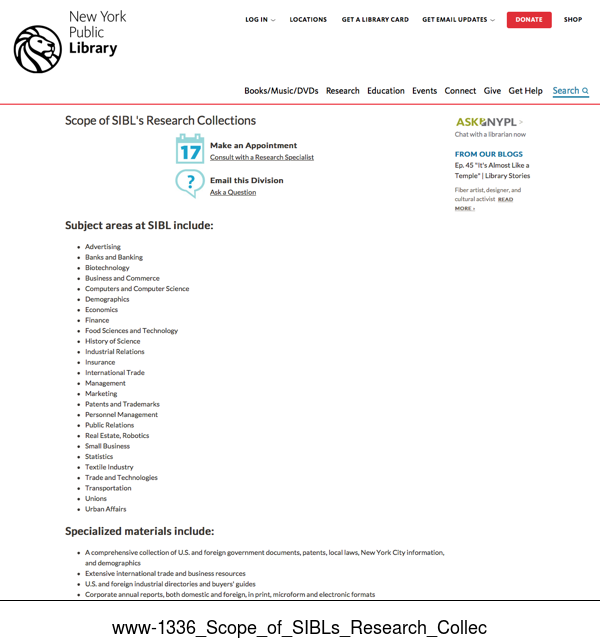 New York
Public
Library
LOG IN
LOCATIONS
GET A LIBRARY CARD
GET EMAIL UPDATES
DONATE
SHOP
Books/Music/DVDs Research Education Events Connect Give Get Help Search
Scope of SIBL's Research Collections
17
Make an Appointment
Consult with a Research Specialist
?
Email this Division
Ask a Question
ASK NYPL >
Chat with a librarian now
FROM OUR BLOGS
Ep. 45 "It's Almost Like a
Temple" | Library Stories
Fiber artist, designer, and
cultural activist READ
MORE ›
Subject areas at SIBL include:
• Advertising
• Banks and Banking
• Biotechnology
• Business and Commerce
• Computers and Computer Science
• Demographics
• Economics
• Finance
• Food Sciences and Technology
• History of Science
• Industrial Relations
• Insurance
• International Trade
• Management
• Marketing
• Patents and Trademarks
• Personnel Management
• Public Relations
• Real Estate, Robotics
• Small Business
• Statistics
• Textile Industry
• Trade and Technologies
• Transportation
• Unions
• Urban Affairs
Specialized materials include:
• A comprehensive collection of U.S. and foreign government documents, patents, local laws, New York City information,
and demographics
• Extensive international trade and business resources
• U.S. and foreign industrial directories and buyers' guides
• Corporate annual reports, both domestic and foreign, in print, microform and electronic formats
www-1336_Scope_of_SIBLs_Research_Collec